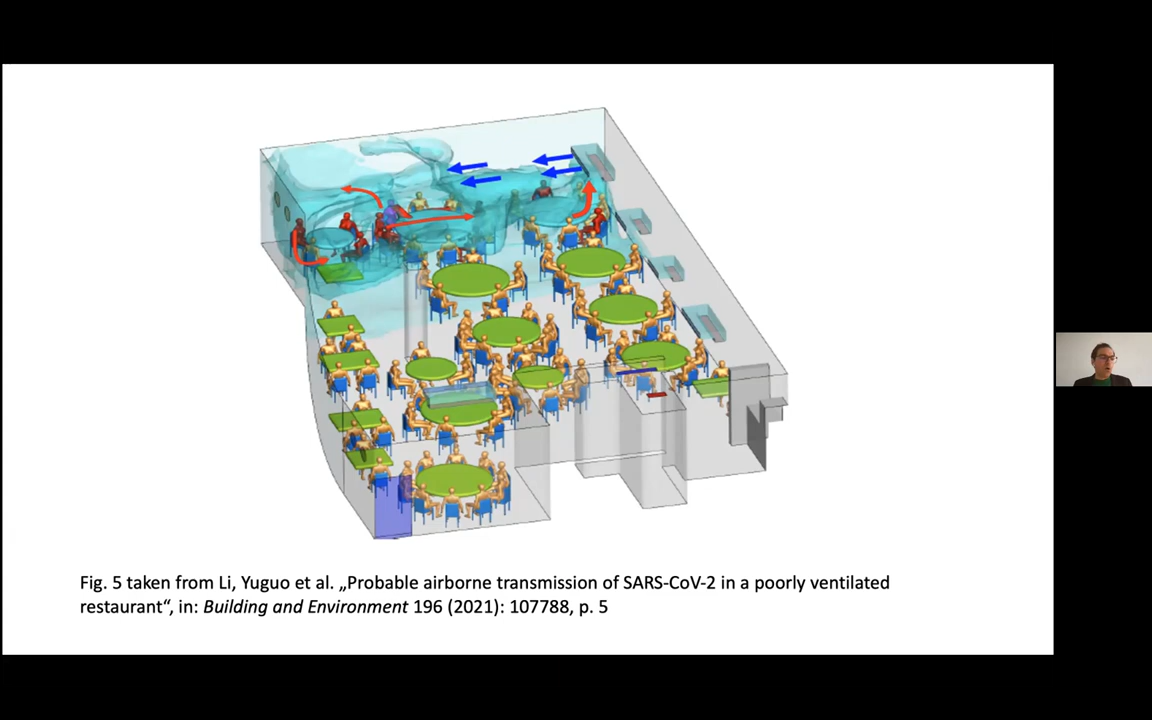 Fig. 5 taken from Li, Yuguo et al. „Probable airborne transmission of SARS-CoV-2 in a poorly ventilated
restaurant“, in: Building and Environment 196 (2021): 107788, p. 5